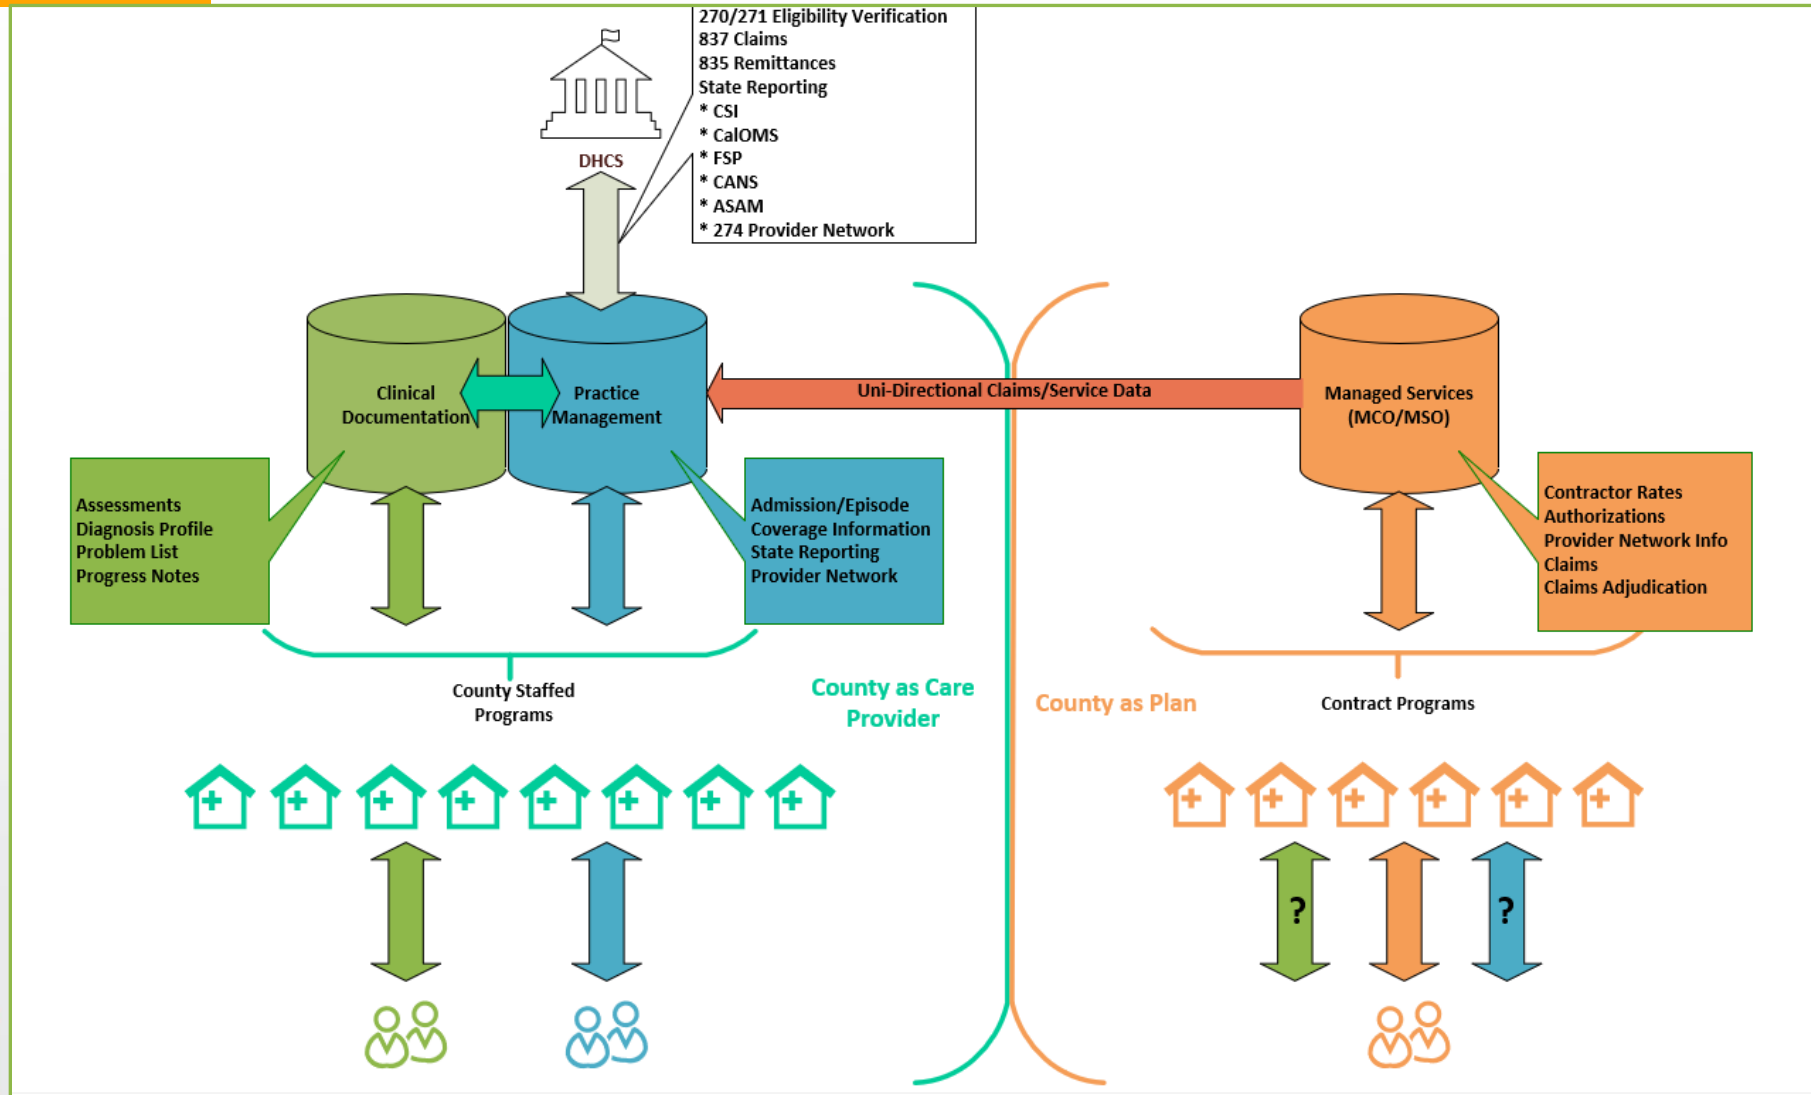 270/271 Eligibility Verification
837 Claims
835 Remittances
State Reporting
* CSI
* CalOMS
* FSP
* CANS
* ASAM
* 274 Provider Network
DHCS
Clinical
Documentation
Practice
Management
Uni-Directional Claims/Service Data
Managed Services
(MCO/MSO)
Assessments
Diagnosis Profile
Problem List
Progress Notes
Admission/Episode
Coverage Information
State Reporting
Provider Network
Contractor Rates
Authorizations
Provider Network Info
Claims
Claims Adjudication
County Staffed
Programs
County as Care
Provider
County as Plan
Contract Programs
?
?